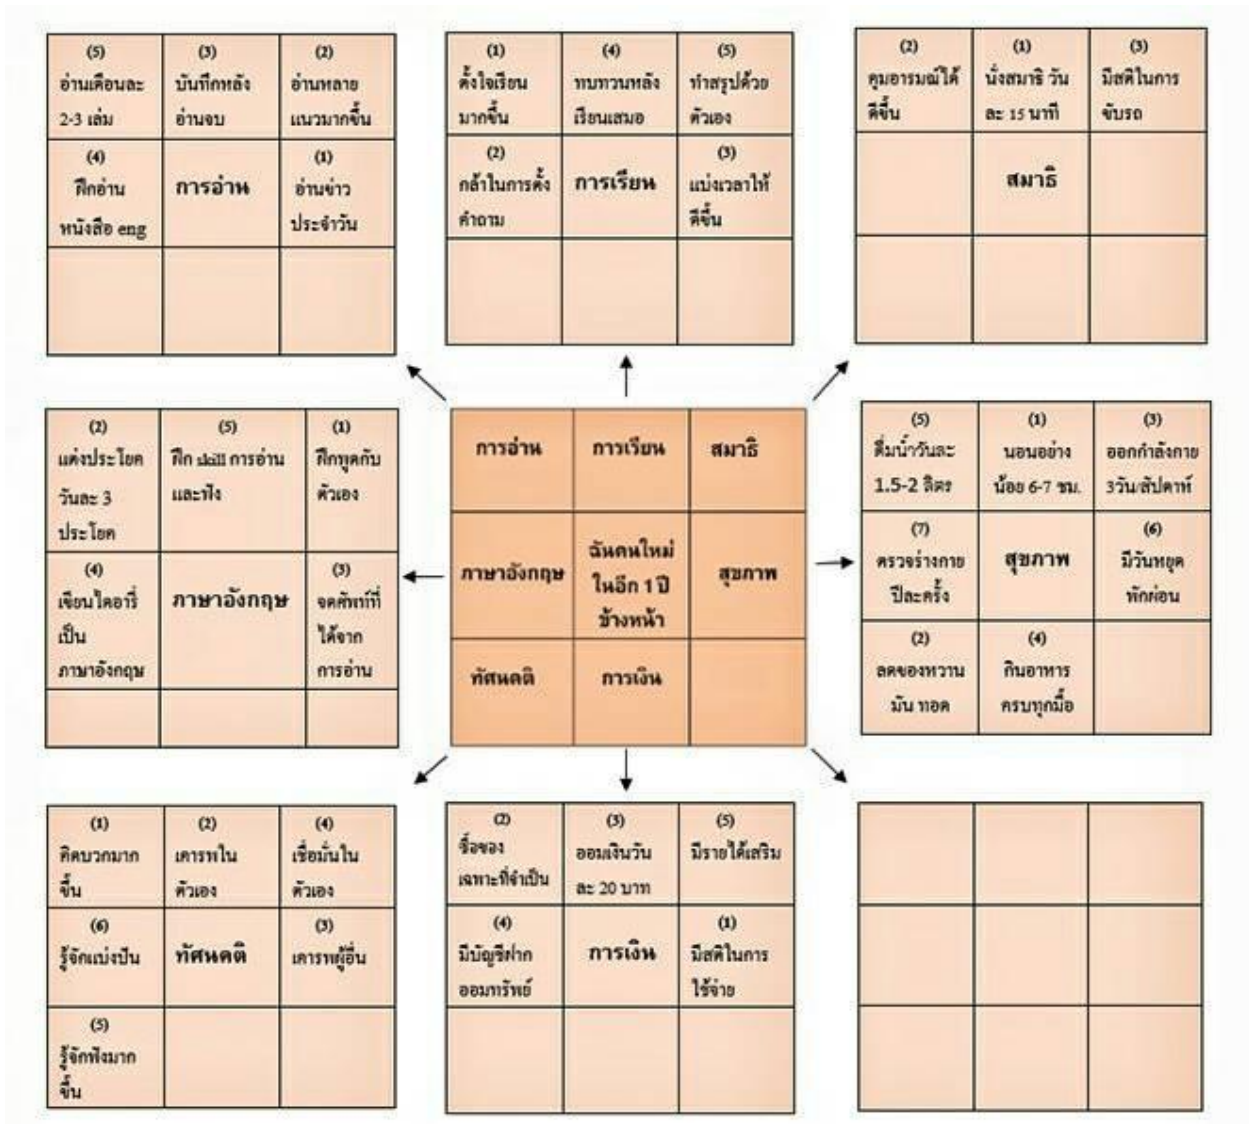 (5)
อ่านเดือนละ
2-3 เล่ม
(3)
บันทึกหลัง
อ่านจบ
(2)
อ่านหลาย
แนวมากขึ้น
(4)
ฝึกอ่าน
หนังสือ eng
การอ่าน
(1)
อ่านข่าว
ประจำวัน
(1)
ตั้งใจเรียน
มากขึ้น
(4)
ทบทวนหลัง
เรียนเสมอ
(5)
ทำสรุปด้วย
ตัวเอง
(2)
กล้าในการตั้ง
คำถาม
การเรียน
(3)
แบ่งเวลาให้
ดีขึ้น
(2)
คุมอารมณ์ได้
ดีขึ้น
(1)
นั่งสมาธิ วัน
ละ 15 นาที
(3)
มีสติในการ
ขับรถ
สมาธิ
(2)
แต่งประโยค
วันละ 3
ประโยค
(5)
ฝึก skill การอ่าน
และฟัง
(1)
ฝึกพูดกับ
ตัวเอง
(4)
เขียนไดอารี่
เป็น
ภาษาอังกฤษ
ภาษาอังกฤษ
(3)
จดศัพท์ที่
ได้จาก
การอ่าน
การอ่าน
การเรียน
สมาธิ
ภาษาอังกฤษ
ฉันคนใหม่
ในอีก 1 ปี
ข้างหน้า
สุขภาพ
ทัศนคติ
การเงิน
(5)
ดื่มน้ำวันละ
1.5-2 ลิตร
(1)
นอนอย่าง
น้อย 6-7 ชม.
(3)
ออกกำลังกาย
3วัน/สัปดาห์
(7)
ตรวจร่างกาย
ปีละครั้ง
สุขภาพ
(6)
มีวันหยุด
พักผ่อน
(2)
ลดของหวาน
มัน ทอด
(4)
กินอาหาร
ครบทุกมื้อ
(1)
คิดบวกมาก
ขึ้น
(2)
เคารพใน
ตัวเอง
(4)
เชื่อมั่นใน
ตัวเอง
(6)
รู้จักแบ่งปัน
ทัศนคติ
(3)
เคารพผู้อื่น
(5)
รู้จักฟังมาก
ขึ้น
(2)
ซื้อของ
เฉพาะที่จำเป็น
(3)
ออมเงินวัน
ละ 20 บาท
(5)
มีรายได้เสริม
(4)
มีบัญชีฝาก
ออมทรัพย์
การเงิน
(1)
มีสติในการ
ใช้จ่าย